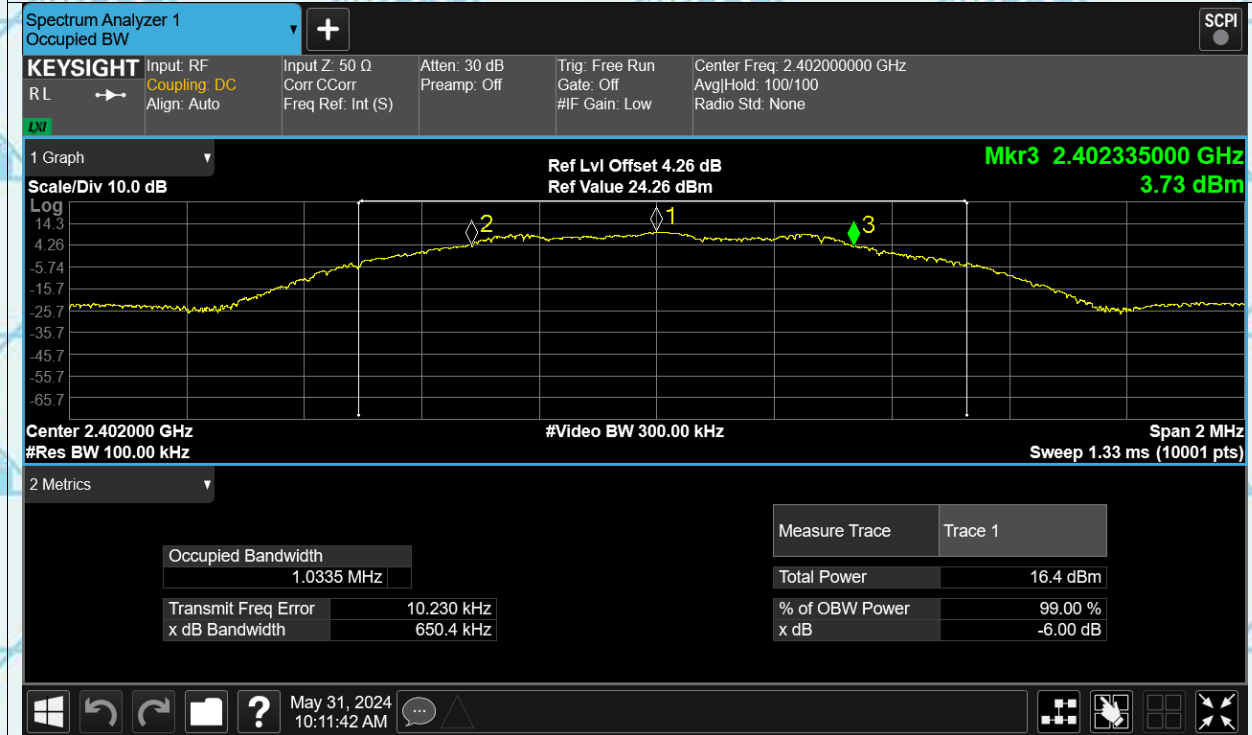 Spectrum Analyzer 1
Occupied BW
SCPI
KEYSIGHT
R L
LXI
Input: RF
Coupling: DC
Align: Auto
Input Z: 50 Ω
Corr CCorr
Freq Ref: Int (S)
Atten: 30 dB
Preamp: Off
Trig: Free Run
Gate: Off
#IF Gain: Low
Center Freq: 2.402000000 GHz
Avg|Hold: 100/100
Radio Std: None
1 Graph
Scale/Div 10.0 dB
Ref Lvl Offset 4.26 dB
Ref Value 24.26 dBm
Mkr3 2.402335000 GHz
3.73 dBm
Log
14.3
4.26
-5.74
-15.7
-25.7
-35.7
-45.7
-55.7
-65.7
2
1
3
Center 2.402000 GHz
#Res BW 100.00 kHz
#Video BW 300.00 kHz
Span 2 MHz
Sweep 1.33 ms (10001 pts)
2 Metrics
Occupied Bandwidth
1.0335 MHz
Transmit Freq Error 10.230 kHz
x dB Bandwidth 650.4 kHz
Measure Trace Trace 1
Total Power 16.4 dBm
% of OBW Power 99.00 %
x dB -6.00 dB
May 31, 2024
10:11:42 AM